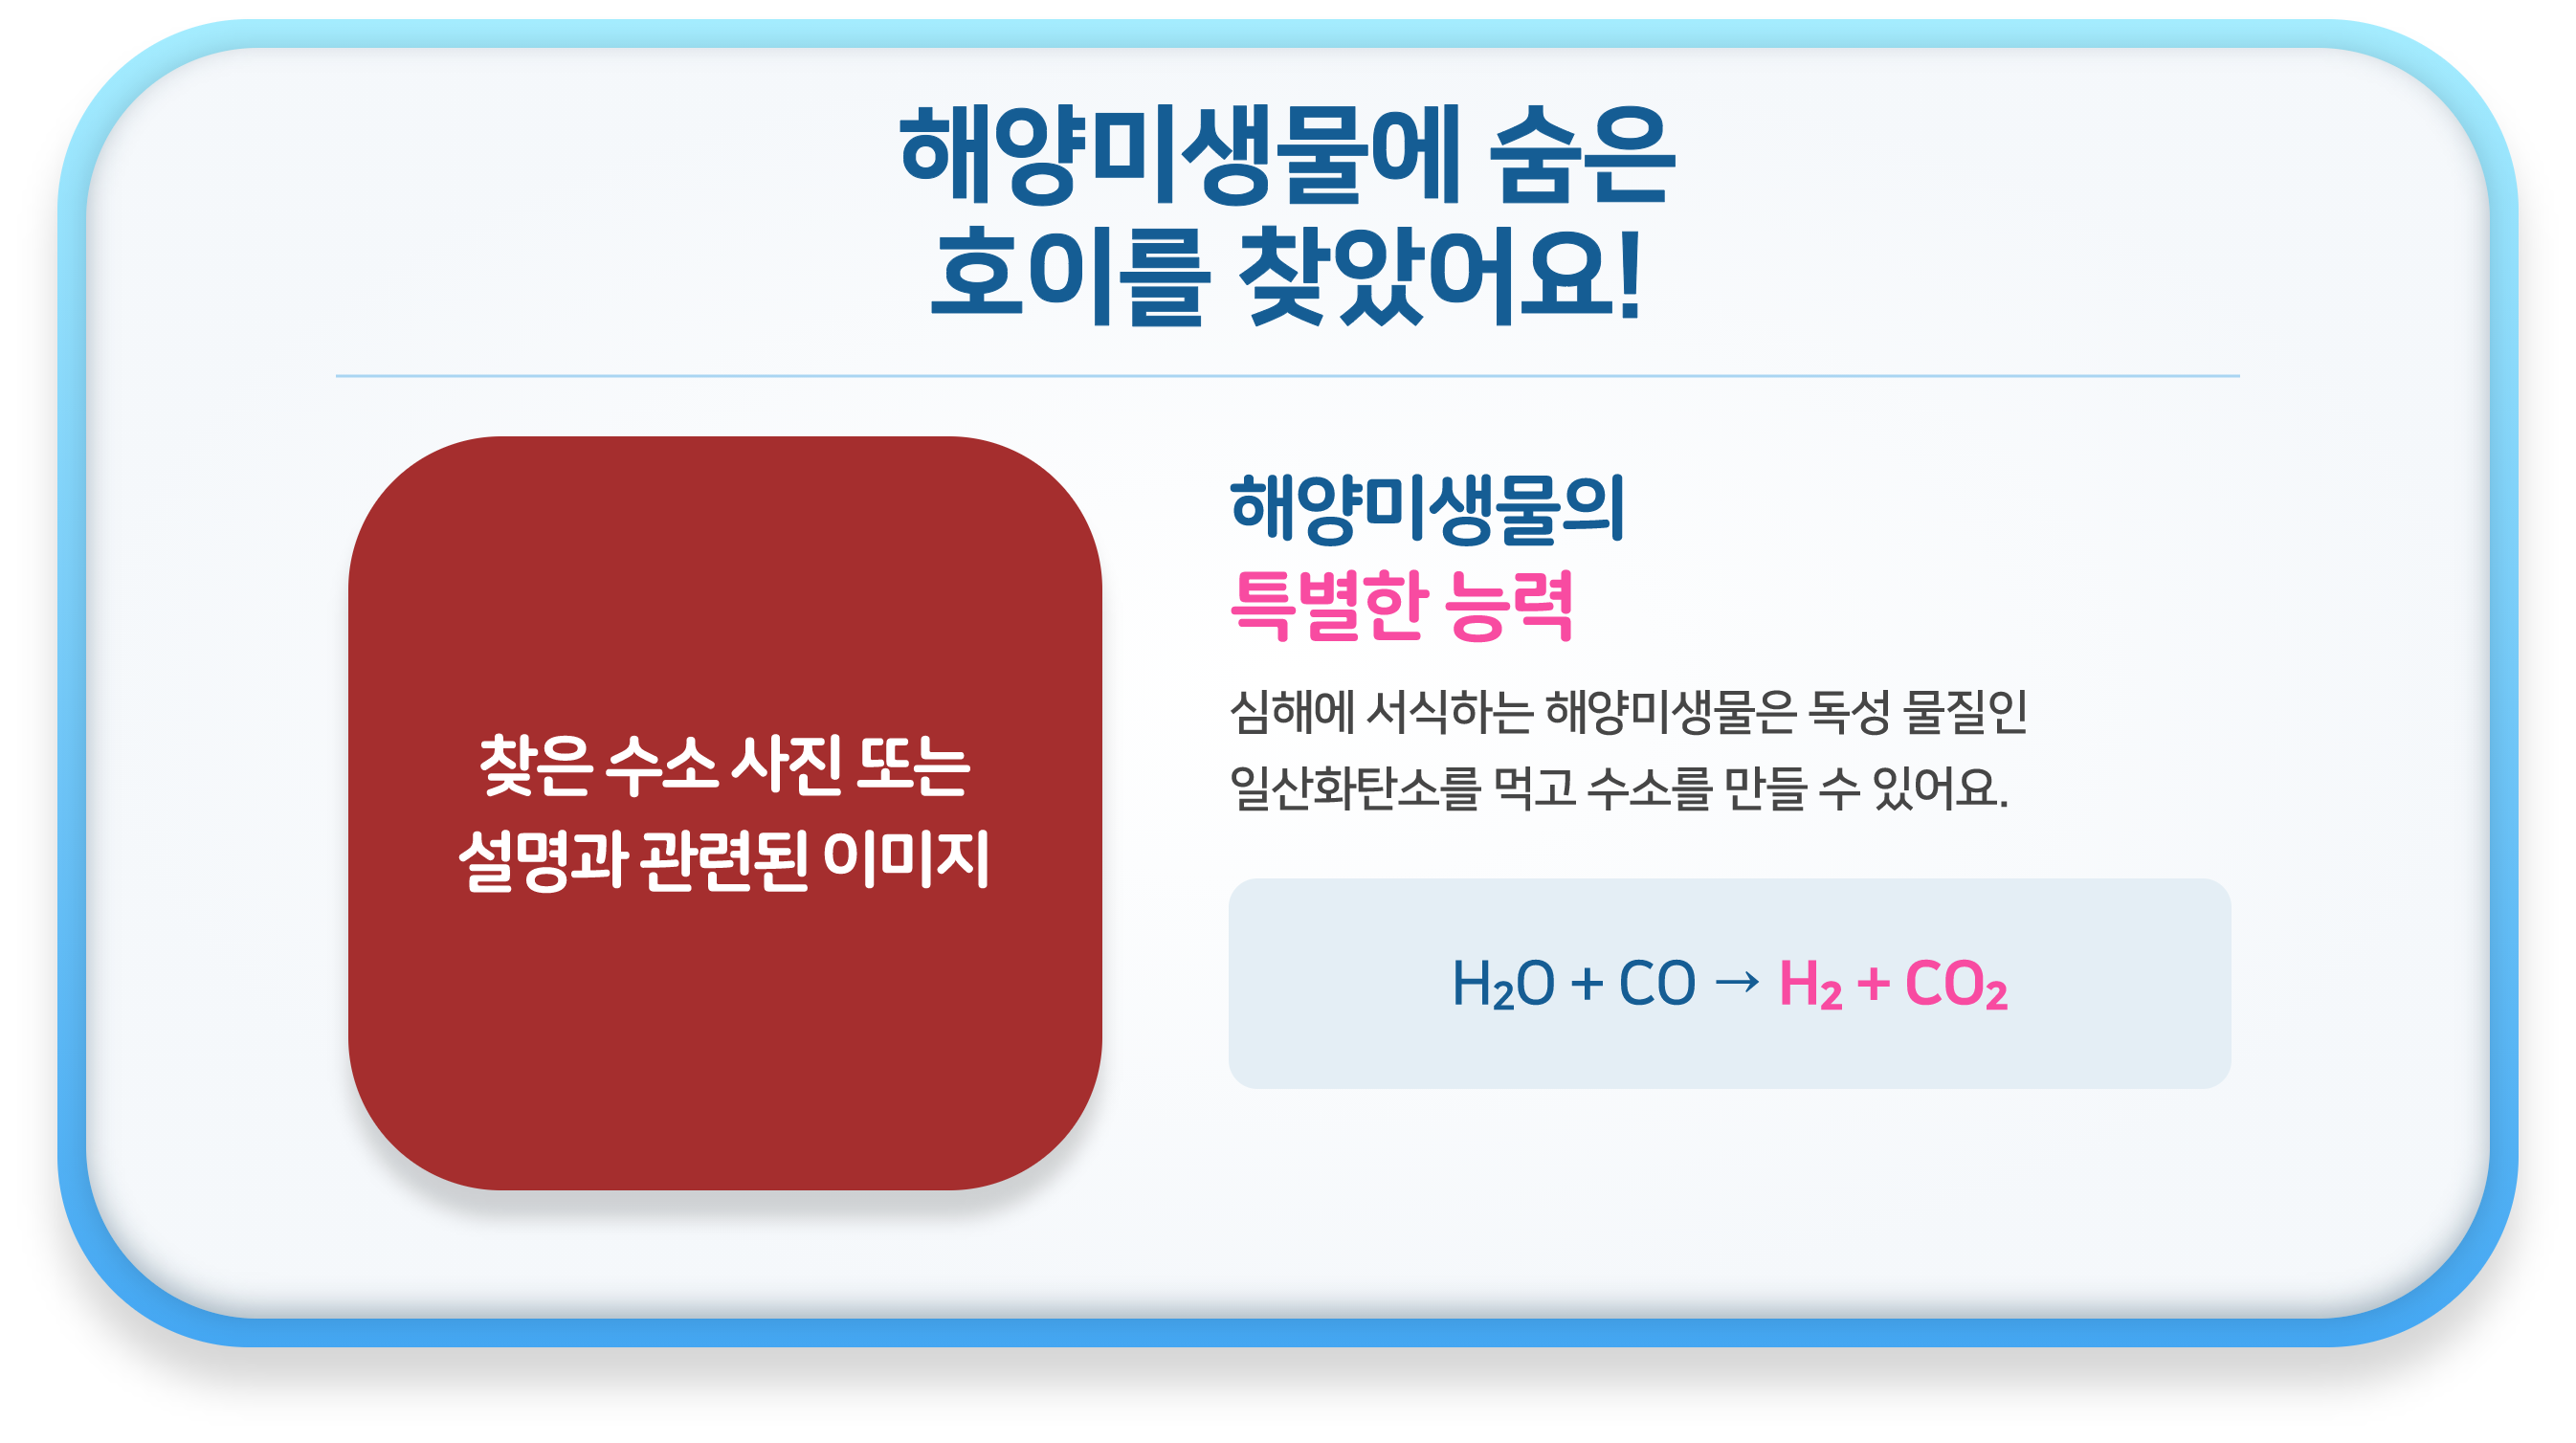 해양미생물에 숨은
호이를 찾았어요!
찾은 수소 사진 또는
설명과 관련된 이미지
해양미생물의
특별한 능력
심해에 서식하는 해양미생물은 독성 물질인
일산화탄소를 먹고 수소를 만들 수 있어요.
H₂O + CO → H₂ + CO₂